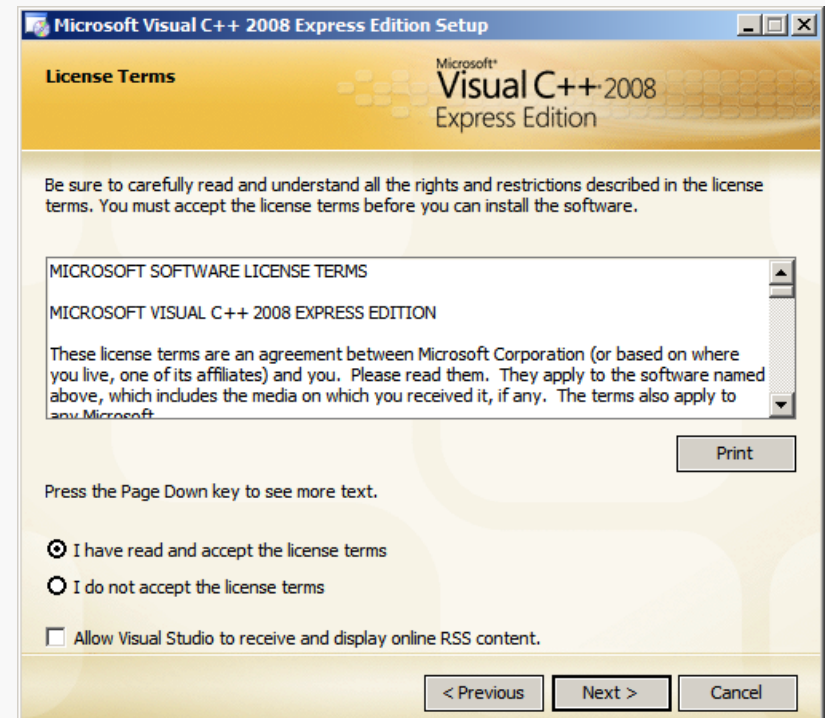 Microsoft Visual C++ 2008 Express Edition Setup
License Terms
Microsoft
Visual C++ 2008
Express Edition
Be sure to carefully read and understand all the rights and restrictions described in the license
terms. You must accept the license terms before you can install the software.
MICROSOFT SOFTWARE LICENSE TERMS
MICROSOFT VISUAL C++ 2008 EXPRESS EDITION
These license terms are an agreement between Microsoft Corporation (or based on where
you live, one of its affiliates) and you.  Please read them.  They apply to the software named
above, which includes the media on which you received it, if any.  The terms also apply to
any Microsoft
Print
Press the Page Down key to see more text.
I have read and accept the license terms
I do not accept the license terms
Allow Visual Studio to receive and display online RSS content.
< Previous
Next >
Cancel